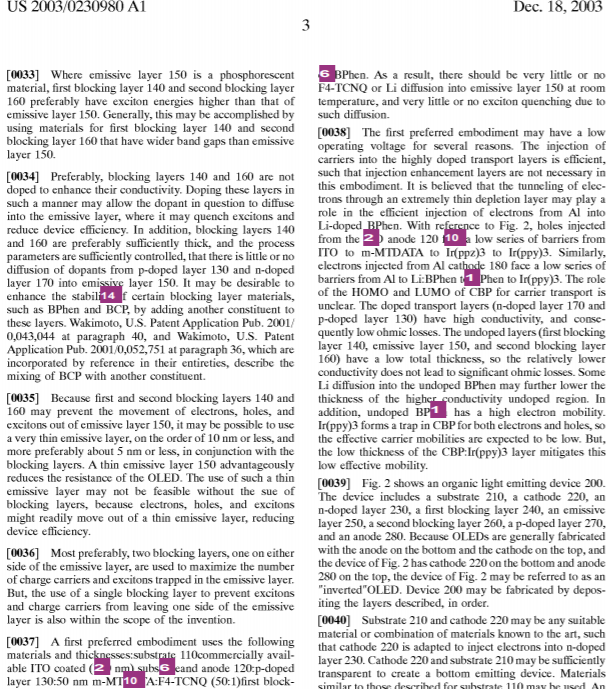 US 2003/0230980 A1
Dec. 18, 2003
3
[0033] Where emissive layer 150 is a phosphorescent
material, first blocking layer 140 and second blocking layer
160 preferably have exciton energies higher than that of
emissive layer 150. Generally, this may be accomplished by
using materials for first blocking layer 140 and second
blocking layer 160 that have wider band gaps than emissive
layer 150.
[0034] Preferably, blocking layers 140 and 160 are not
doped to enhance their conductivity. Doping these layers in
such a manner may allow the dopant in question to diffuse
into the emissive layer, where it may quench excitons and
reduce device efficiency. In addition, blocking layers 140
and 160 are preferably sufficiently thick, and the process
parameters are sufficiently controlled, that there is little or no
diffusion of dopants from p-doped layer 130 and n-doped
layer 170 into emissive layer 150. It may be desirable to
enhance the stabili 14 f certain blocking layer materials,
such as BPhen and BCP, by adding another constituent to
these layers. Wakimoto, U.S. Patent Application Pub. 2001/
0,043,044 at paragraph 40, and Wakimoto, U.S. Patent
Application Pub. 2001/0,052,751 at paragraph 36, which are
incorporated by reference in their entireties, describe the
mixing of BCP with another constituent.
[0035] Because first and second blocking layers 140 and
160 may prevent the movement of electrons, holes, and
excitons out of emissive layer 150, it may be possible to use
a very thin emissive layer, on the order of 10 nm or less, and
more preferably about 5 nm or less, in conjunction with the
blocking layers. A thin emissive layer 150 advantageously
reduces the resistance of the OLED. The use of such a thin
emissive layer may not be feasible without the sue of
blocking layers, because electrons, holes, and excitons
might readily move out of a thin emissive layer, reducing
device efficiency.
[0036] Most preferably, two blocking layers, one on either
side of the emissive layer, are used to maximize the number
of charge carriers and excitons trapped in the emissive layer.
But, the use of a single blocking layer to prevent excitons
and charge carriers from leaving one side of the emissive
layer is also within the scope of the invention.
[0037] A first preferred embodiment uses the following
materials and thicknesses:substrate 110commercially avail-
able ITO coated ( 2 nm) subs 6 eand anode 120:p-doped
layer 130:50 nm m-MT 10 A:F4-TCNQ (50:1)first block-
6 BPhen. As a result, there should be very little or no
F4-TCNQ or Li diffusion into emissive layer 150 at room
temperature, and very little or no exciton quenching due to
such diffusion.
[0038] The first preferred embodiment may have a low
operating voltage for several reasons. The injection of
carriers into the highly doped transport layers is efficient,
such that injection enhancement layers are not necessary in
this embodiment. It is believed that the tunneling of elec-
trons through an extremely thin depletion layer may play a
role in the efficient injection of electrons from Al into
Li-doped BPhen. With reference to Fig. 2, holes injected
from the 2 anode 120 10 a low series of barriers from
ITO to m-MTDATA to Ir(ppz)3 to Ir(ppy)3. Similarly,
electrons injected from Al cathode 180 face a low series of
barriers from Al to Li:BPhen t 1 Phen to Ir(ppy)3. The role
of the HOMO and LUMO of CBP for carrier transport is
unclear. The doped transport layers (n-doped layer 170 and
p-doped layer 130) have high conductivity, and conse-
quently low ohmic losses. The undoped layers (first blocking
layer 140, emissive layer 150, and second blocking layer
160) have a low total thickness, so the relatively lower
conductivity does not lead to significant ohmic losses. Some
Li diffusion into the undoped BPhen may further lower the
thickness of the higher conductivity undoped region. In
addition, undoped BP 1 has a high electron mobility.
Ir(ppy)3 forms a trap in CBP for both electrons and holes, so
the effective carrier mobilities are expected to be low. But,
the low thickness of the CBP:Ir(ppy)3 layer mitigates this
low effective mobility.
[0039] Fig. 2 shows an organic light emitting device 200.
The device includes a substrate 210, a cathode 220, an
n-doped layer 230, a first blocking layer 240, an emissive
layer 250, a second blocking layer 260, a p-doped layer 270,
and an anode 280. Because OLEDs are generally fabricated
with the anode on the bottom and the cathode on top, and
the device of Fig. 2 has cathode 220 on the bottom and anode
280 on the top, the device of Fig. 2 may be referred to as an
"inverted"OLED. Device 200 may be fabricated by depos-
iting the layers described, in order.
[0040] Substrate 210 and cathode 220 may be any suitable
material or combination of materials known to the art, such
that cathode 220 is adapted to inject electrons into n-doped
layer 230. Cathode 220 and substrate 210 may be sufficiently
transparent to create a bottom emitting device. Materials
similar to those described for substrate 110 may be used. An